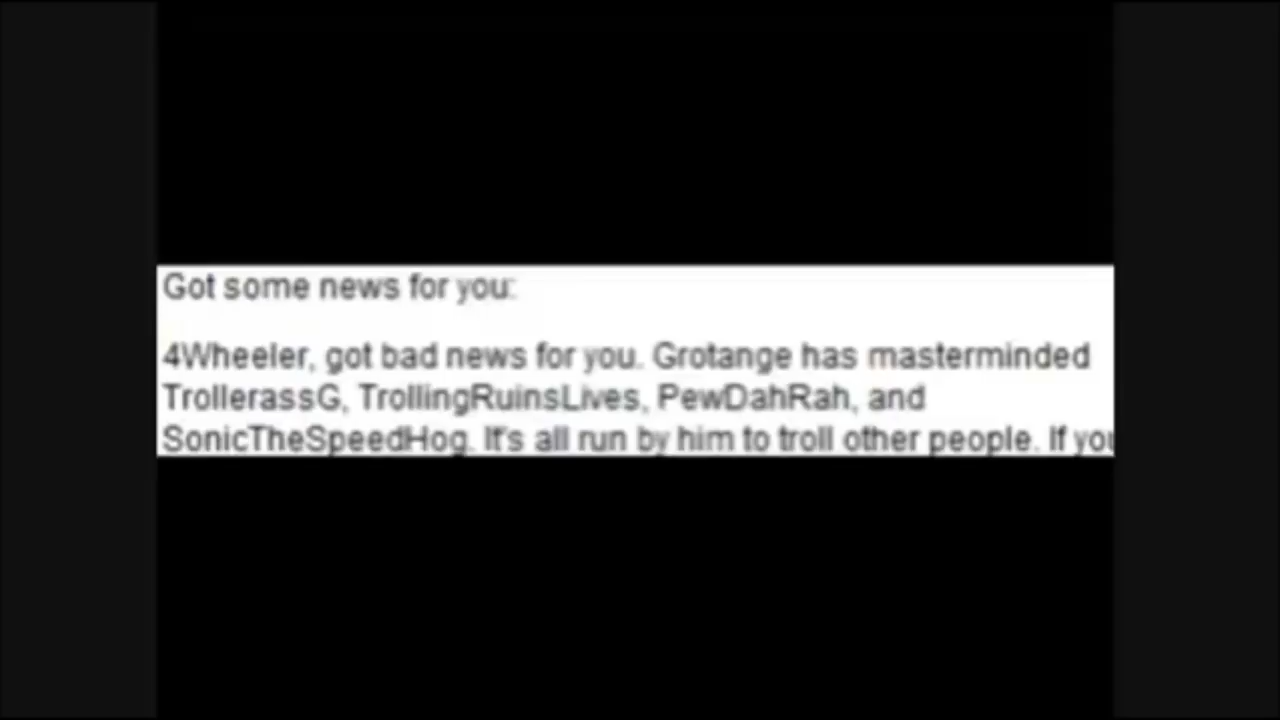 Got some news for you:
4Wheeler, got bad news for you. Grotange has masterminded
TrollerassG, TrollingRuinsLives, PewDahRah, and
SonicTheSpeedHog. It's all run by him to troll other people. If you